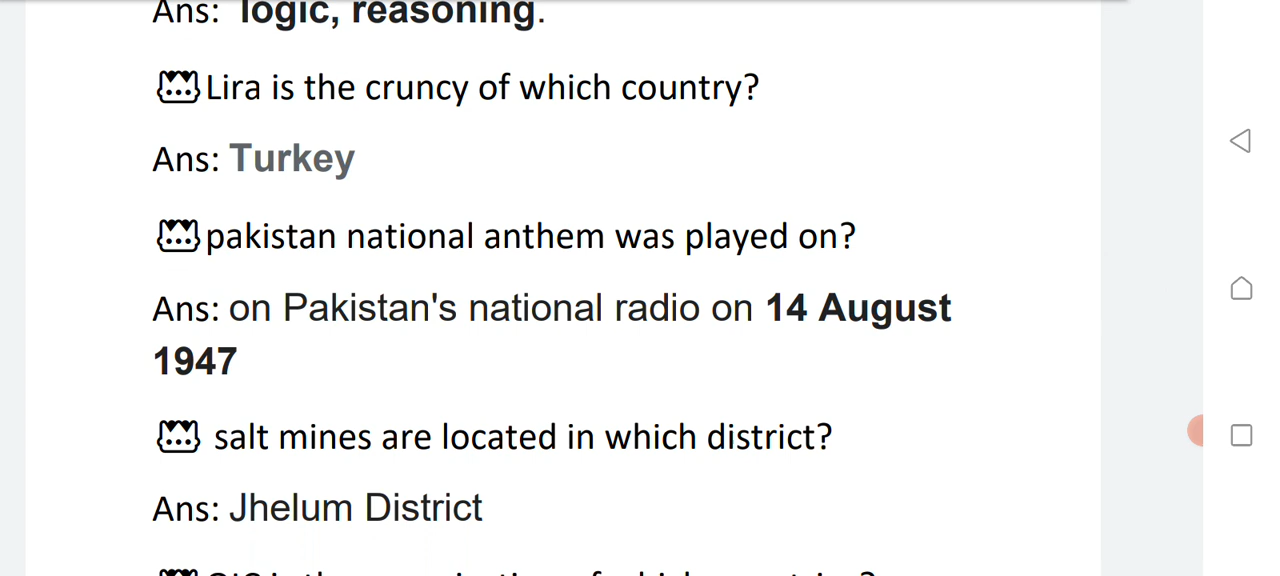 Ans: logic, reasoning.
Lira is the cruncy of which country?
Ans: Turkey
pakistan national anthem was played on?
Ans: on Pakistan's national radio on 14 August
1947
salt mines are located in which district?
Ans: Jhelum District